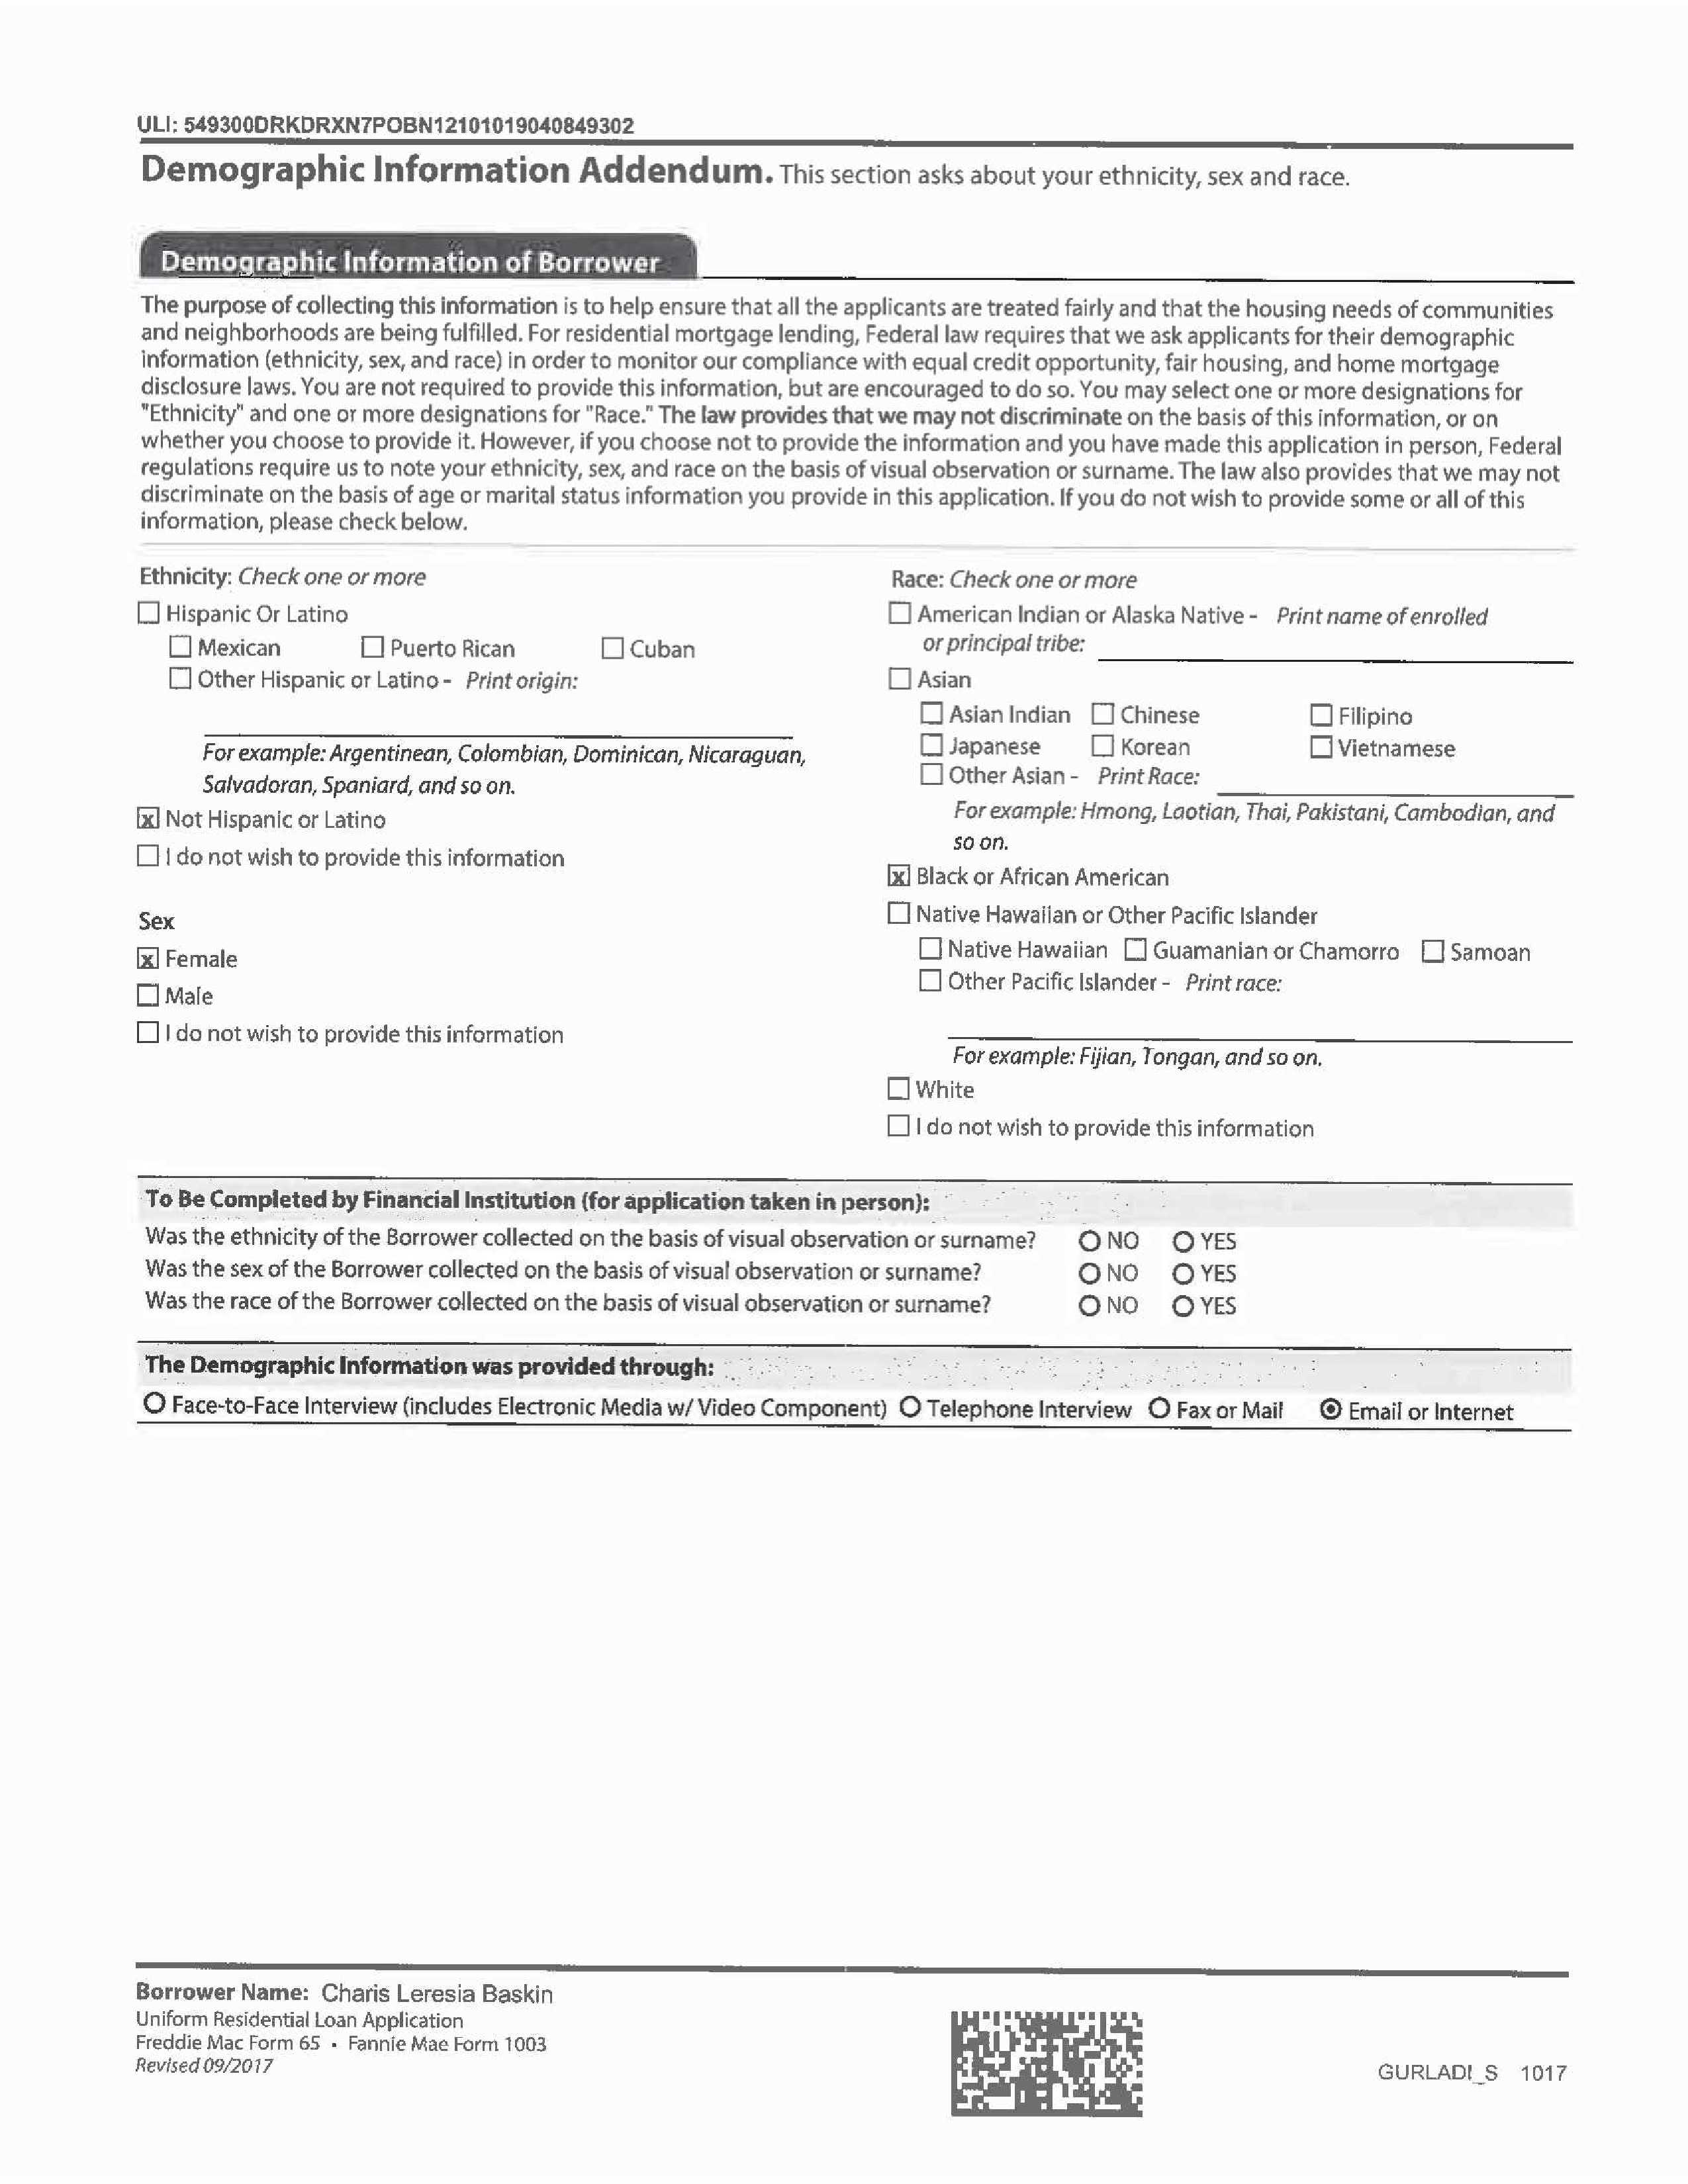 ULI: 549300DRKDRXN7POBN12101019040849302
Demographic Information Addendum. This section asks about your ethnicity, sex and race.
Demographic Information of Borrower
The purpose of collecting this information is to help ensure that all the applicants are treated fairly and that the housing needs of communities
and neighborhoods are being fulfilled. For residential mortgage lending, Federal law requires that we ask applicants for their demographic
information (ethnicity, sex, and race) in order to monitor our compliance with equal credit opportunity, fair housing, and home mortgage
disclosure laws. You are not required to provide this information, but are encouraged to do so. You may select one or more designations for
"Ethnicity" and one or more designations for "Race." The law provides that we may not discriminate on the basis of this information, or on
whether you choose to provide it. However, if you choose not to provide the information and you have made this application in person, Federal
regulations require us to note your ethnicity, sex, and race on the basis of visual observation or surname. The law also provides that we may not
discriminate on the basis of age or marital status information you provide in this application. If you do not wish to provide some or all of this
information, please check below.
Ethnicity: Check one or more
☐ Hispanic Or Latino
☐ Mexican ☐ Puerto Rican ☐ Cuban
☐ Other Hispanic or Latino - Print origin:
For example: Argentinean, Colombian, Dominican, Nicaraguan,
Salvadoran, Spaniard, and so on.
☒ Not Hispanic or Latino
☐ I do not wish to provide this information
Sex
☒ Female
☐ Male
☐ I do not wish to provide this information
Race: Check one or more
☐ American Indian or Alaska Native - Print name of enrolled
or principal tribe:
☐ Asian
☐ Asian Indian ☐ Chinese ☐ Filipino
☐ Japanese ☐ Korean ☐ Vietnamese
☐ Other Asian - Print Race:
For example: Hmong, Laotian, Thai, Pakistani, Cambodian, and
so on.
☒ Black or African American
☐ Native Hawaiian or Other Pacific Islander
☐ Native Hawaiian ☐ Guamanian or Chamorro ☐ Samoan
☐ Other Pacific Islander - Print race:
For example: Fijian, Tongan, and so on.
☐ White
☐ I do not wish to provide this information
To Be Completed by Financial Institution (for application taken in person):
Was the ethnicity of the Borrower collected on the basis of visual observation or surname? ○ NO ○ YES
Was the sex of the Borrower collected on the basis of visual observation or surname? ○ NO ○ YES
Was the race of the Borrower collected on the basis of visual observation or surname? ○ NO ○ YES
The Demographic Information was provided through:
○ Face-to-Face Interview (includes Electronic Media w/ Video Component) ○ Telephone Interview ○ Fax or Mail ◉ Email or Internet
Borrower Name: Charis Leresia Baskin
Uniform Residential Loan Application
Freddie Mac Form 65 • Fannie Mae Form 1003
Revised 09/2017
GURLADI_S 1017